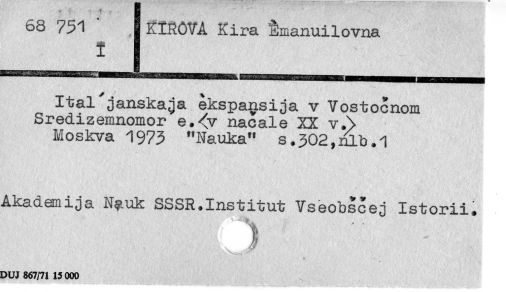 68 751
I
KIROVA Kira Èmanuilovna
Ital´janskaja èkspansija v Vostočnom
Sredizemnomor´e.<v načale XX v.>
Moskva 1973 "Nauka" s.302,nlb.1
Akademija Nauk SSSR.Institut Vseobščej Istorii.
DUJ 867/71 15 000